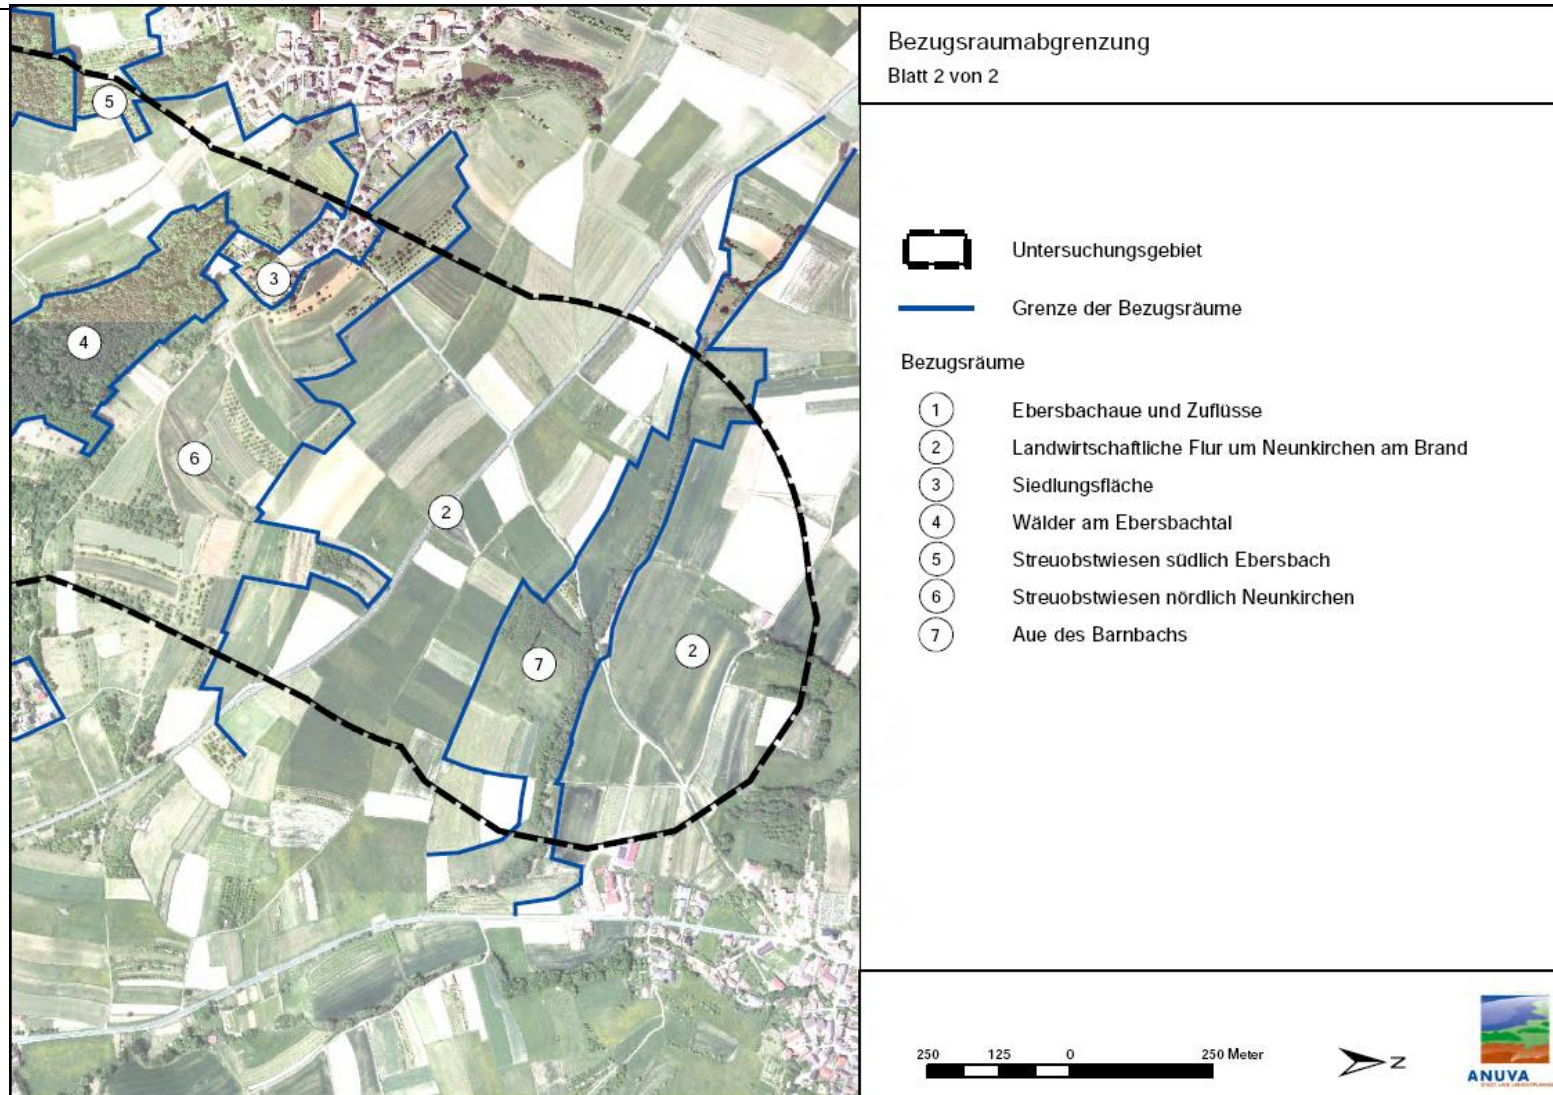 Bezugsraumabgrenzung
Blatt 2 von 2
Untersuchungsgebiet
Grenze der Bezugsräume
Bezugsräume
1 Ebersbachaue und Zuflüsse
2 Landwirtschaftliche Flur um Neunkirchen am Brand
3 Siedlungsfläche
4 Wälder am Ebersbachtal
5 Streuobstwiesen südlich Ebersbach
6 Streuobstwiesen nördlich Neunkirchen
7 Aue des Barnbachs
5
3
4
6
2
7
2
250 125 0 250 Meter
N
ANUVA